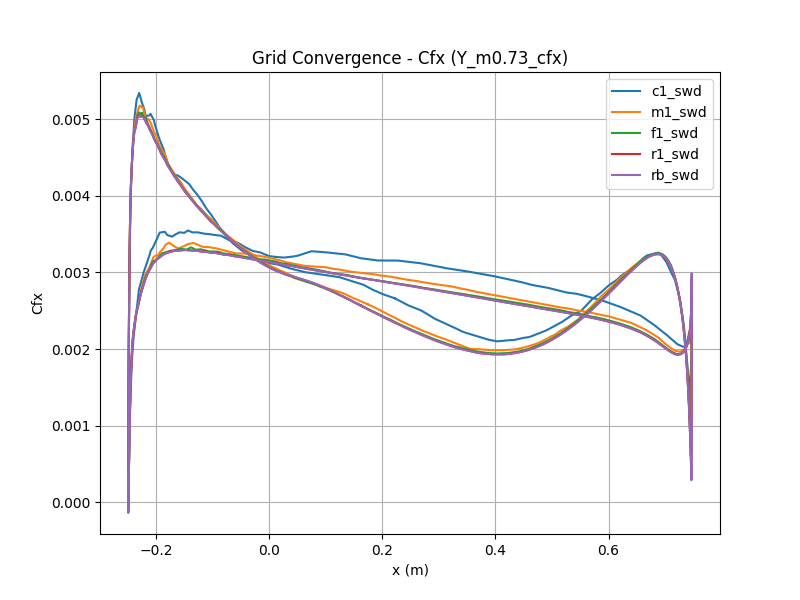 Grid Convergence - Cfx (Y_m0.73_cfx)
c1_swd
m1_swd
f1_swd
r1_swd
rb_swd
0.005
0.004
0.003
0.002
0.001
0.000
Cfx
−0.2 0.0 0.2 0.4 0.6
x (m)